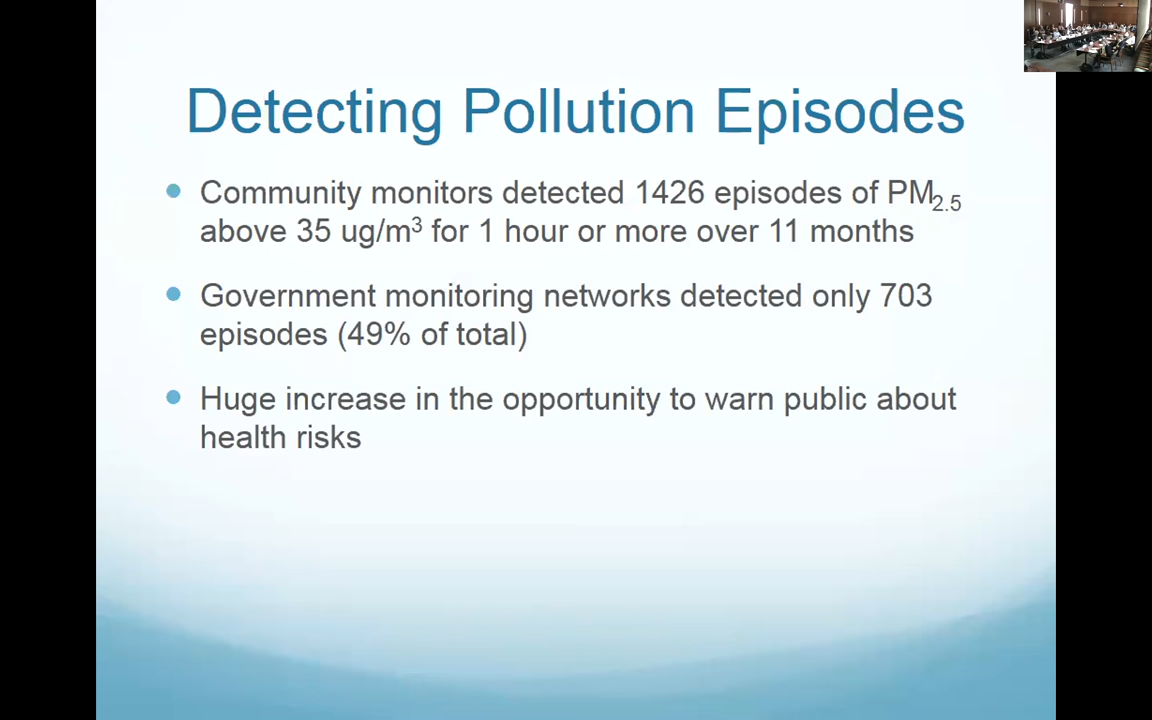 Detecting Pollution Episodes
Community monitors detected 1426 episodes of PM2.5
above 35 ug/m³ for 1 hour or more over 11 months
Government monitoring networks detected only 703
episodes (49% of total)
Huge increase in the opportunity to warn public about
health risks